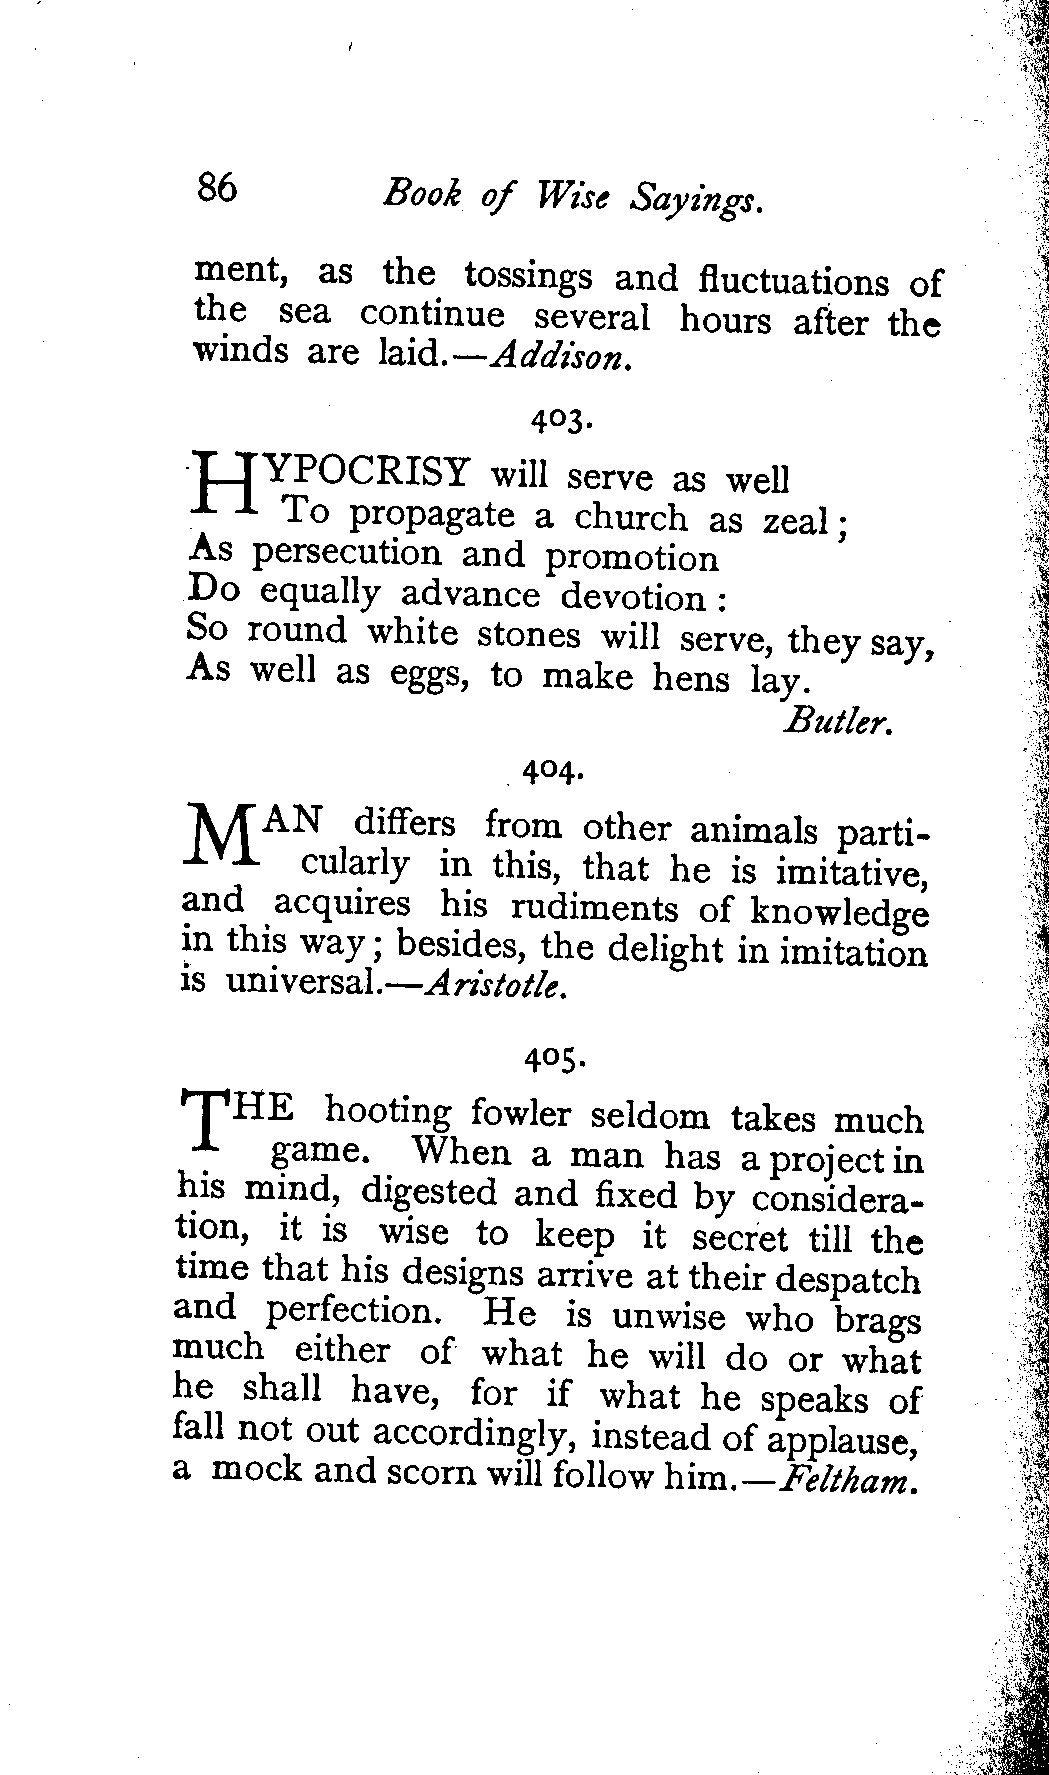 86 Book of Wise Sayings.
ment, as the tossings and fluctuations of
the sea continue several hours after the
winds are laid.—Addison.
403.
HYPOCRISY will serve as well
To propagate a church as zeal;
As persecution and promotion
Do equally advance devotion:
So round white stones will serve, they say,
As well as eggs, to make hens lay.
Butler.
404.
MAN differs from other animals parti-
cularly in this, that he is imitative,
and acquires his rudiments of knowledge
in this way; besides, the delight in imitation
is universal.—Aristotle.
405.
THE hooting fowler seldom takes much
game. When a man has a project in
his mind, digested and fixed by considera-
tion, it is wise to keep it secret till the
time that his designs arrive at their despatch
and perfection. He is unwise who brags
much either of what he will do or what
he shall have, for if what he speaks of
fall not out accordingly, instead of applause,
a mock and scorn will follow him.—Feltham.